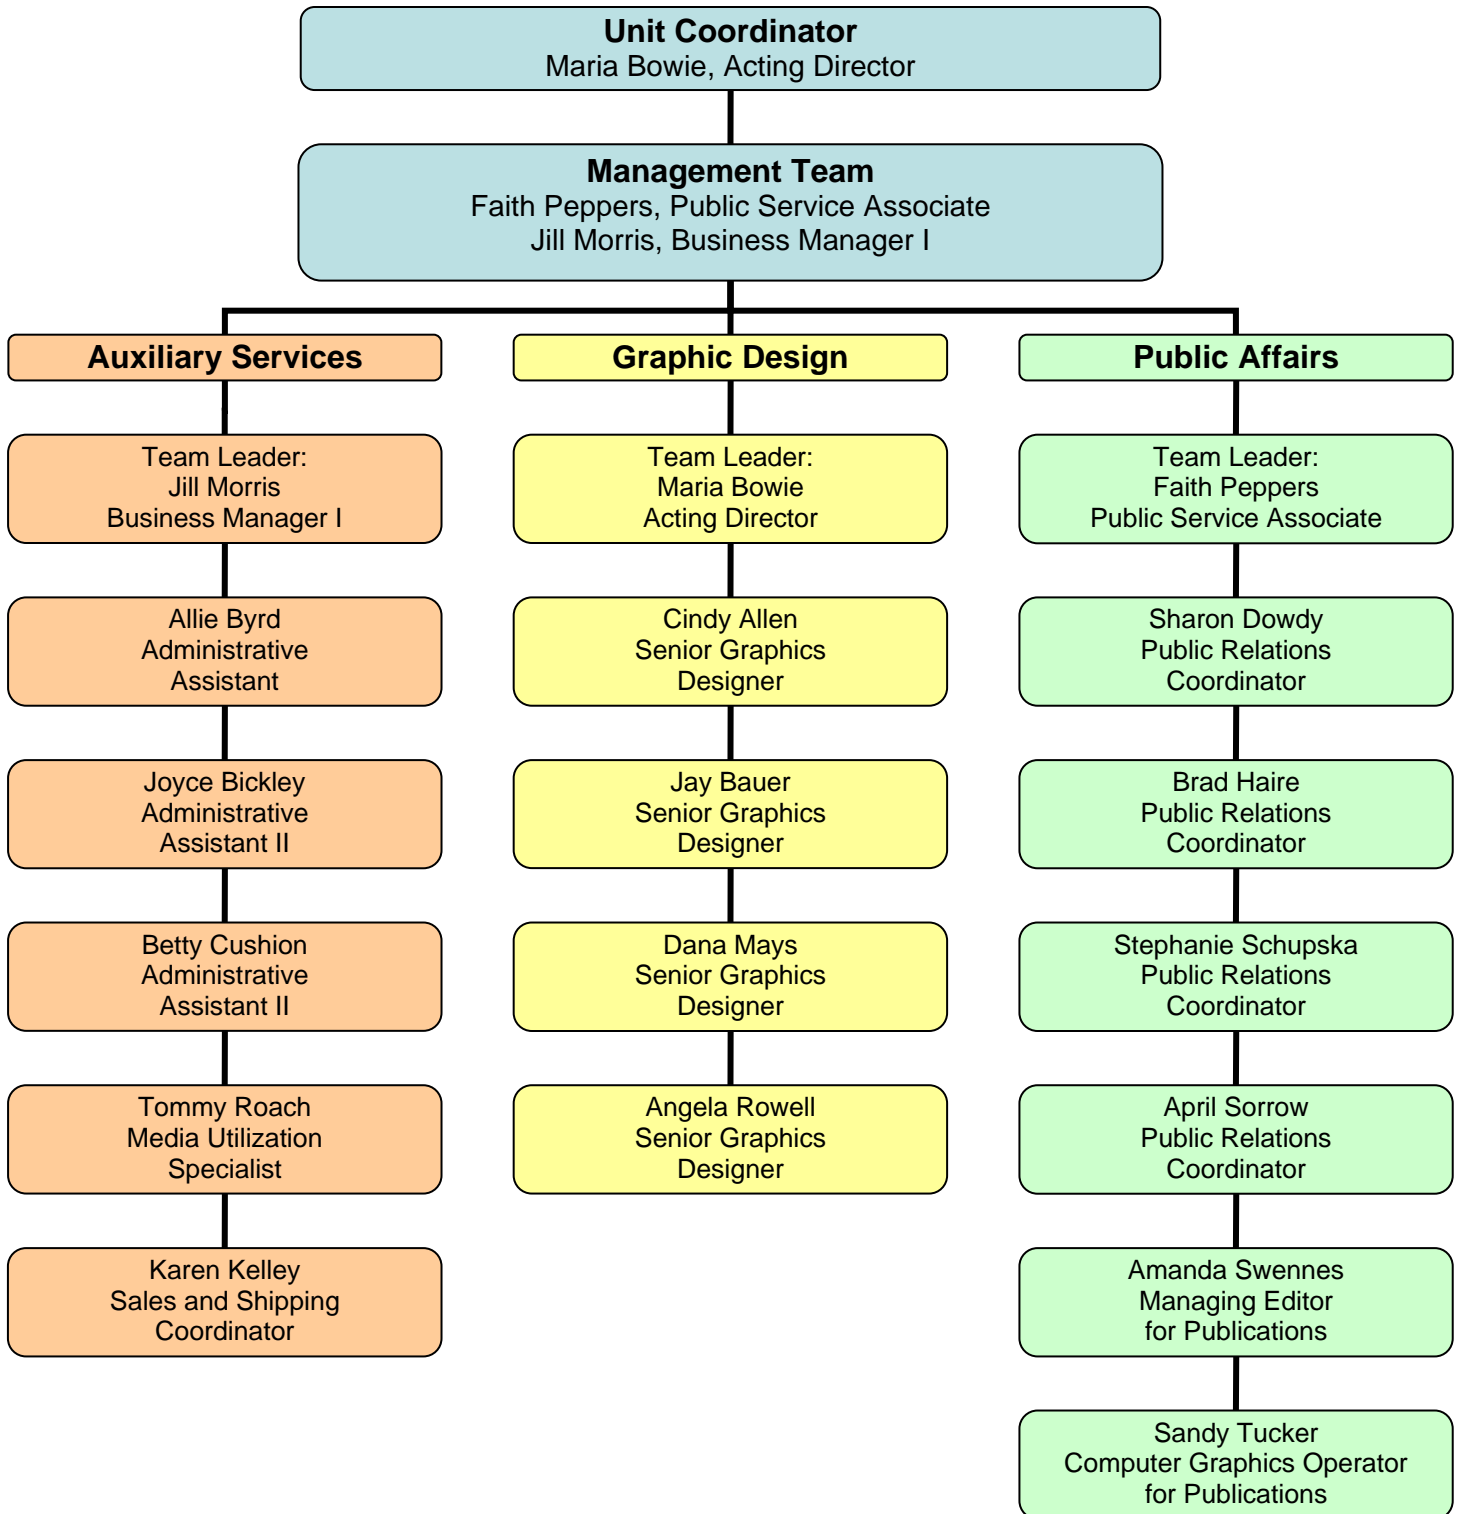 Unit Coordinator
Maria Bowie, Acting Director
Management Team
Faith Peppers, Public Service Associate
Jill Morris, Business Manager I
Auxiliary Services
Team Leader:
Jill Morris
Business Manager I
Allie Byrd
Administrative
Assistant
Joyce Bickley
Administrative
Assistant II
Betty Cushion
Administrative
Assistant II
Tommy Roach
Media Utilization
Specialist
Karen Kelley
Sales and Shipping
Coordinator
Graphic Design
Team Leader:
Maria Bowie
Acting Director
Cindy Allen
Senior Graphics
Designer
Jay Bauer
Senior Graphics
Designer
Dana Mays
Senior Graphics
Designer
Angela Rowell
Senior Graphics
Designer
Public Affairs
Team Leader:
Faith Peppers
Public Service Associate
Sharon Dowdy
Public Relations
Coordinator
Brad Haire
Public Relations
Coordinator
Stephanie Schupska
Public Relations
Coordinator
April Sorrow
Public Relations
Coordinator
Amanda Swennes
Managing Editor
for Publications
Sandy Tucker
Computer Graphics Operator
for Publications